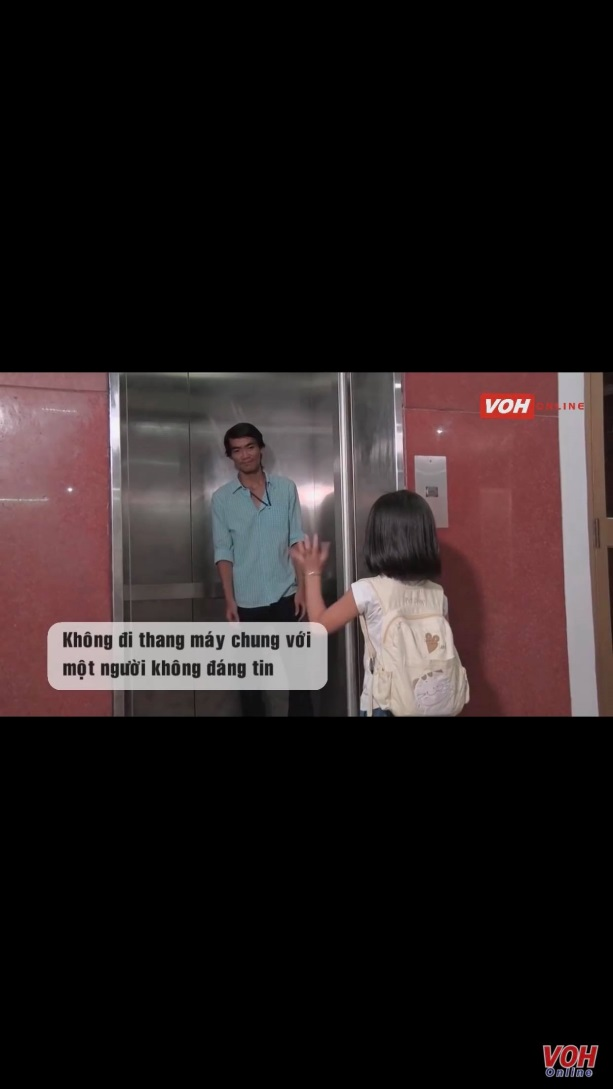 VOH ONLINE
Không đi thang máy chung với
một người không đáng tin
VOH
Online